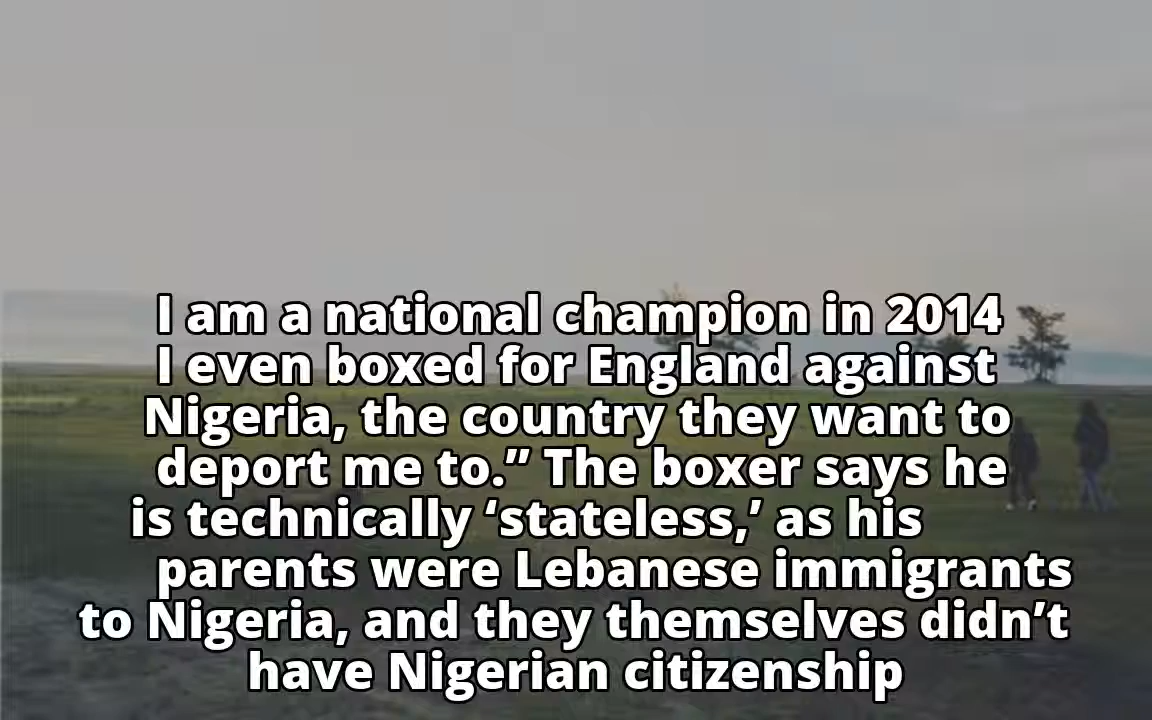 I am a national champion in 2014
I even boxed for England against
Nigeria, the country they want to
deport me to.” The boxer says he
is technically ‘stateless,’ as his
parents were Lebanese immigrants
to Nigeria, and they themselves didn’t
have Nigerian citizenship